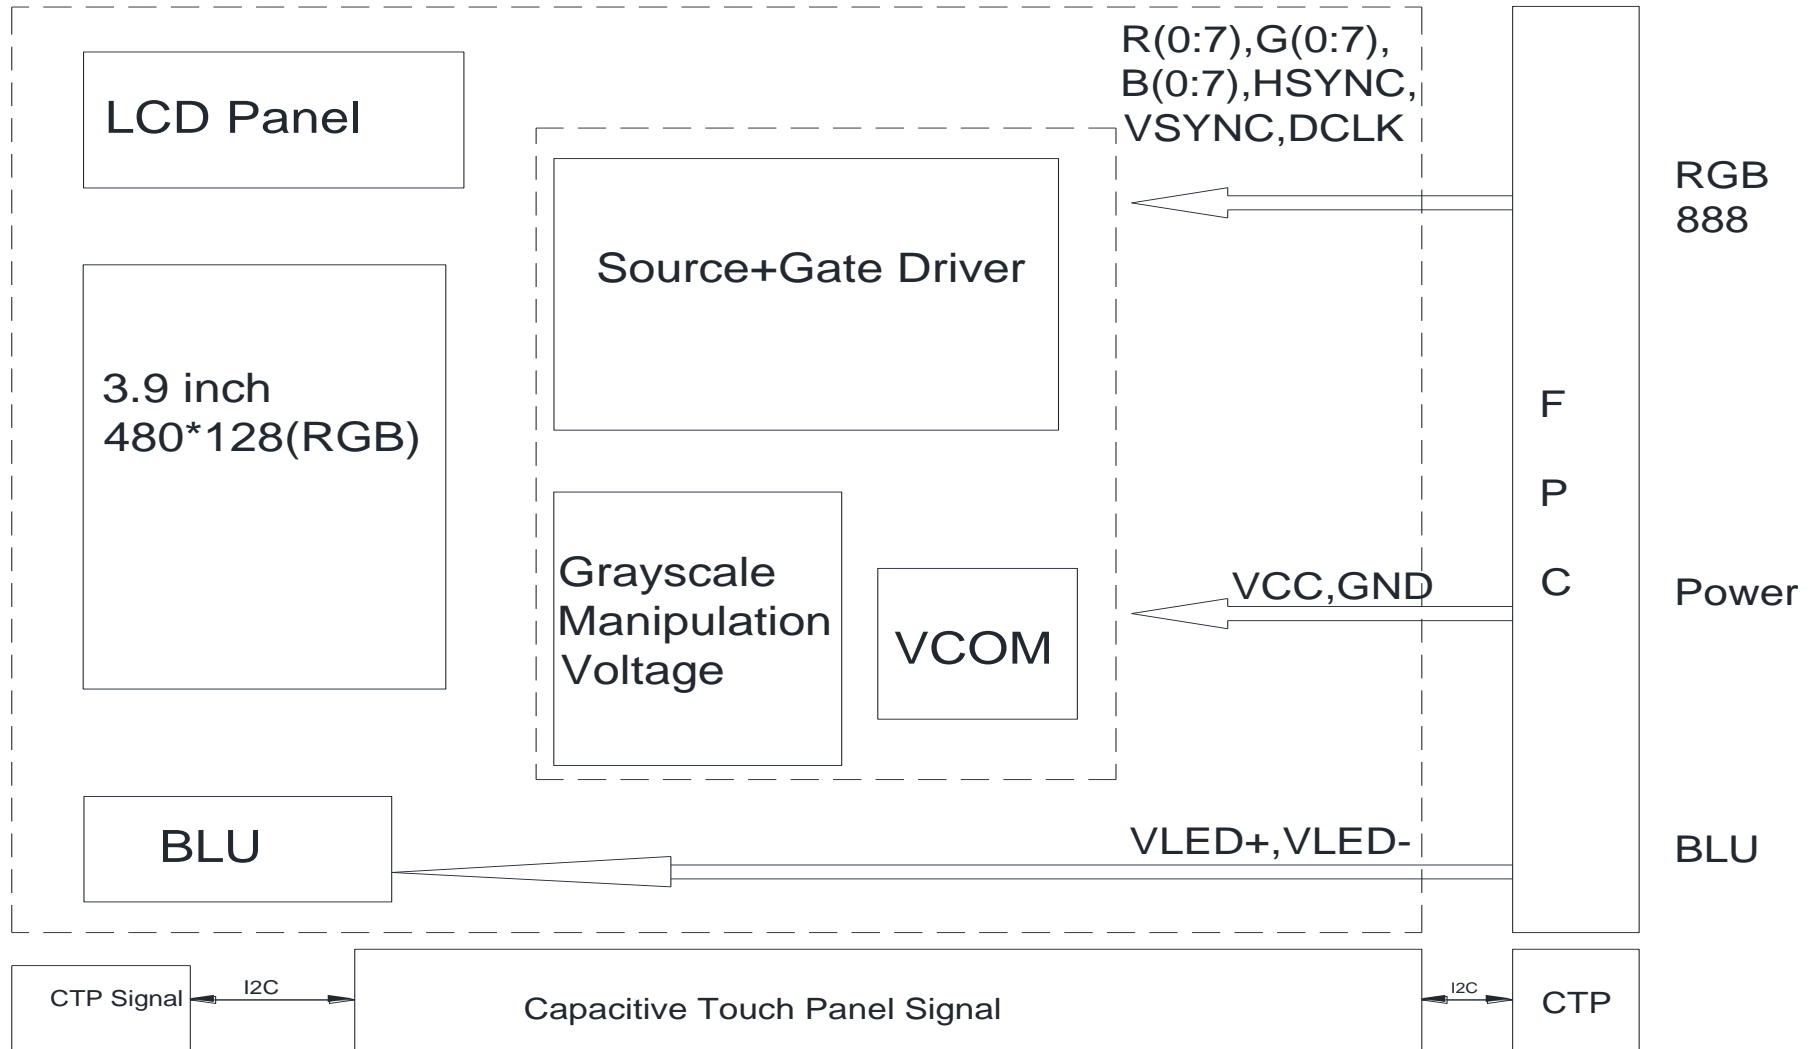 R(0:7),G(0:7),
B(0:7),HSYNC,
VSYNC,DCLK
LCD Panel
RGB
888
Source+Gate Driver
3.9 inch
480*128(RGB)
F
P
C
Grayscale
Manipulation
Voltage
VCOM
VCC,GND
Power
BLU
VLED+,VLED-
BLU
CTP Signal
I2C
Capacitive Touch Panel Signal
I2C
CTP